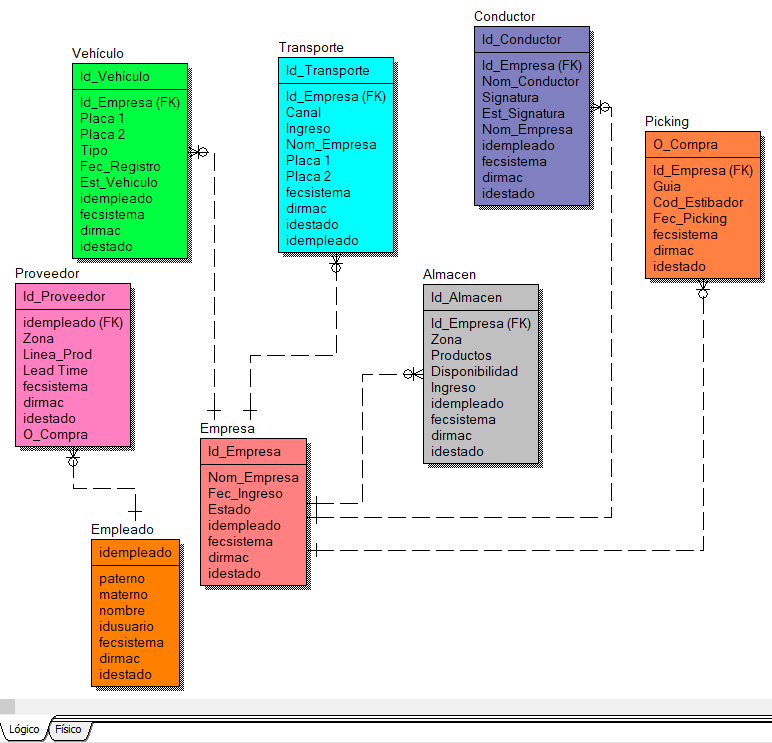 Vehículo
Id_Vehículo
Id_Empresa (FK)
Placa 1
Placa 2
Tipo
Fec_Registro
Est_Vehiculo
idempleado
fecsistema
dirmac
idestado
Transporte
Id_Transporte
Id_Empresa (FK)
Canal
Ingreso
Nom_Empresa
Placa 1
Placa 2
fecsistema
dirmac
idestado
idempleado
Conductor
Id_Conductor
Id_Empresa (FK)
Nom_Conductor
Signatura
Est_Signatura
Nom_Empresa
idempleado
fecsistema
dirmac
idestado
Picking
O_Compra
Id_Empresa (FK)
Guia
Cod_Estibador
Fec_Picking
fecsistema
dirmac
idestado
Proveedor
Id_Proveedor
idempleado (FK)
Zona
Linea_Prod
Lead Time
fecsistema
dirmac
idestado
O_Compra
Almacen
Id_Almacen
Id_Empresa (FK)
Zona
Productos
Disponibilidad
Ingreso
idempleado
fecsistema
dirmac
idestado
Empresa
Id_Empresa
Nom_Empresa
Fec_Ingreso
Estado
idempleado
fecsistema
dirmac
idestado
Empleado
idempleado
paterno
materno
nombre
idusuario
fecsistema
dirmac
idestado
Lógico
Físico